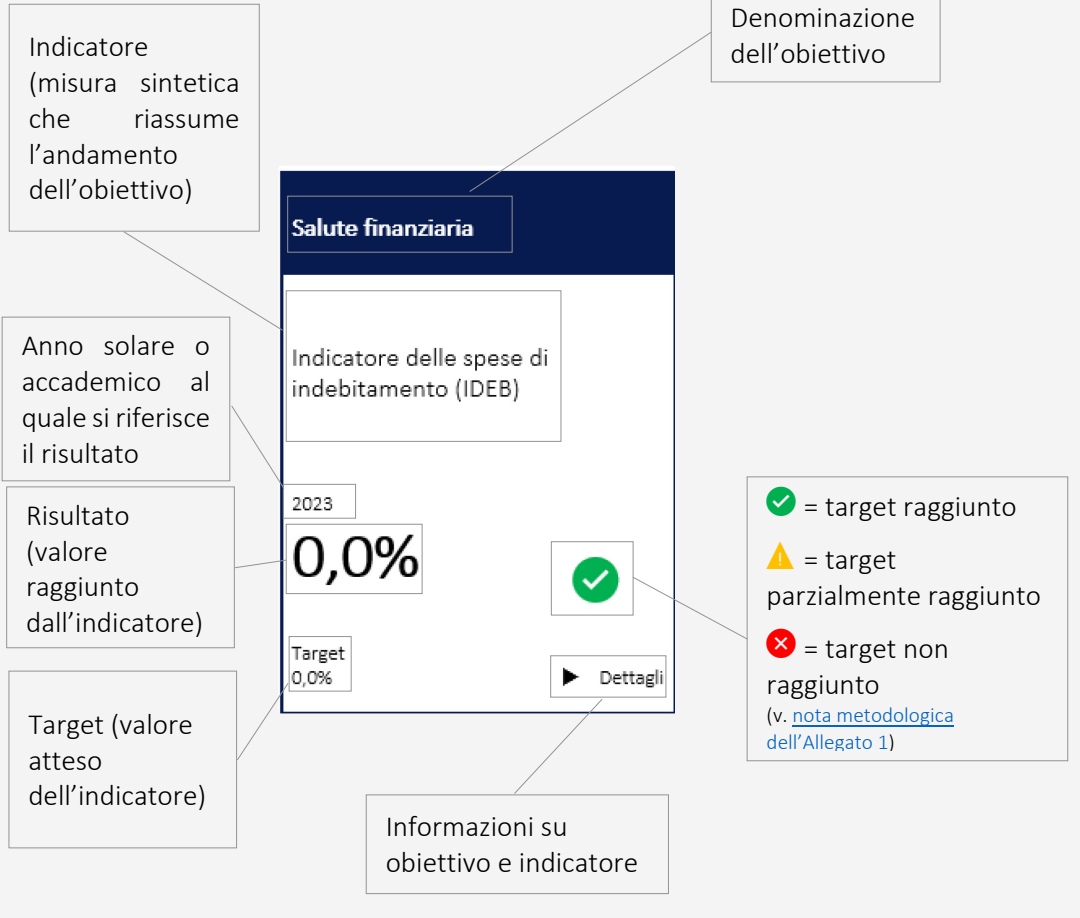 Denominazione
dell’obiettivo
Indicatore
(misura sintetica
che riassume
l’andamento
dell’obiettivo)
Salute finanziaria
Indicatore delle spese di
indebitamento (IDEB)
Anno solare o
accademico al
quale si riferisce
il risultato
2023
Risultato
(valore
raggiunto
dall’indicatore)
0,0%
= target raggiunto
= target
parzialmente raggiunto
= target non
raggiunto
(v. nota metodologica
dell’Allegato 1)
Target
0,0%
Dettagli
Target (valore
atteso
dell’indicatore)
Informazioni su
obiettivo e indicatore